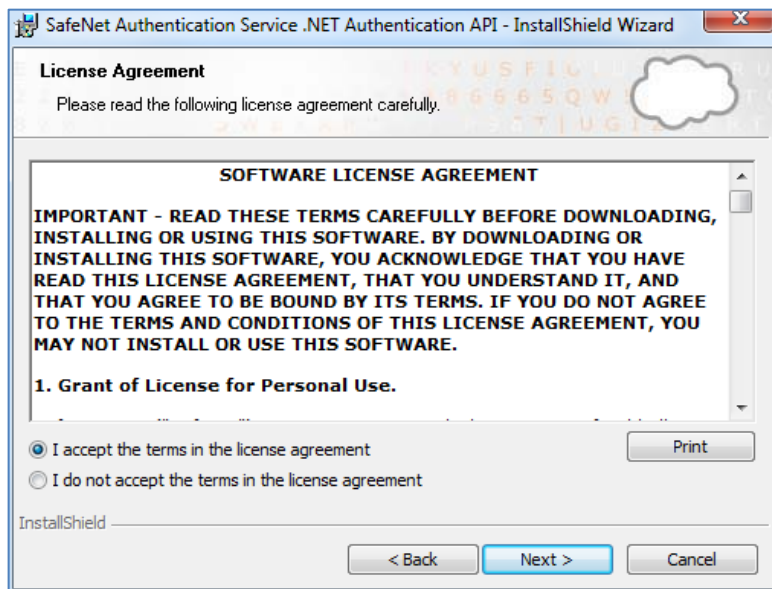 SafeNet Authentication Service .NET Authentication API - InstallShield Wizard
License Agreement
Please read the following license agreement carefully.
SOFTWARE LICENSE AGREEMENT
IMPORTANT - READ THESE TERMS CAREFULLY BEFORE DOWNLOADING,
INSTALLING OR USING THIS SOFTWARE. BY DOWNLOADING OR
INSTALLING THIS SOFTWARE, YOU ACKNOWLEDGE THAT YOU HAVE
READ THIS LICENSE AGREEMENT, THAT YOU UNDERSTAND IT, AND
THAT YOU AGREE TO BE BOUND BY ITS TERMS. IF YOU DO NOT AGREE
TO THE TERMS AND CONDITIONS OF THIS LICENSE AGREEMENT, YOU
MAY NOT INSTALL OR USE THIS SOFTWARE.
1. Grant of License for Personal Use.
I accept the terms in the license agreement
Print
I do not accept the terms in the license agreement
InstallShield
< Back Next > Cancel